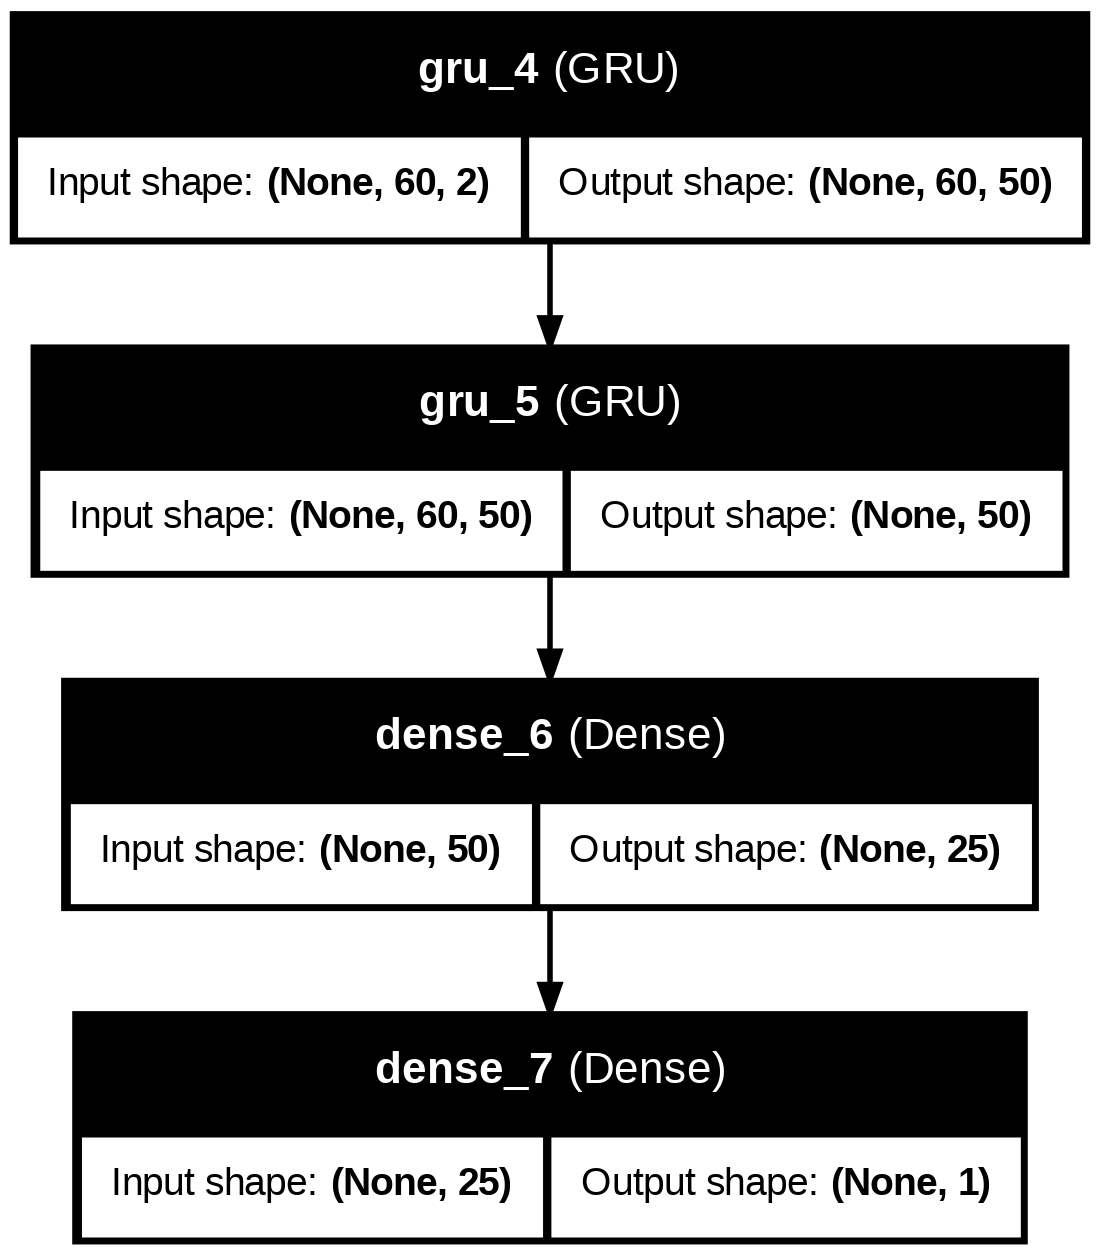 gru_4 (GRU)
Input shape: (None, 60, 2) Output shape: (None, 60, 50)
gru_5 (GRU)
Input shape: (None, 60, 50) Output shape: (None, 50)
dense_6 (Dense)
Input shape: (None, 50) Output shape: (None, 25)
dense_7 (Dense)
Input shape: (None, 25) Output shape: (None, 1)